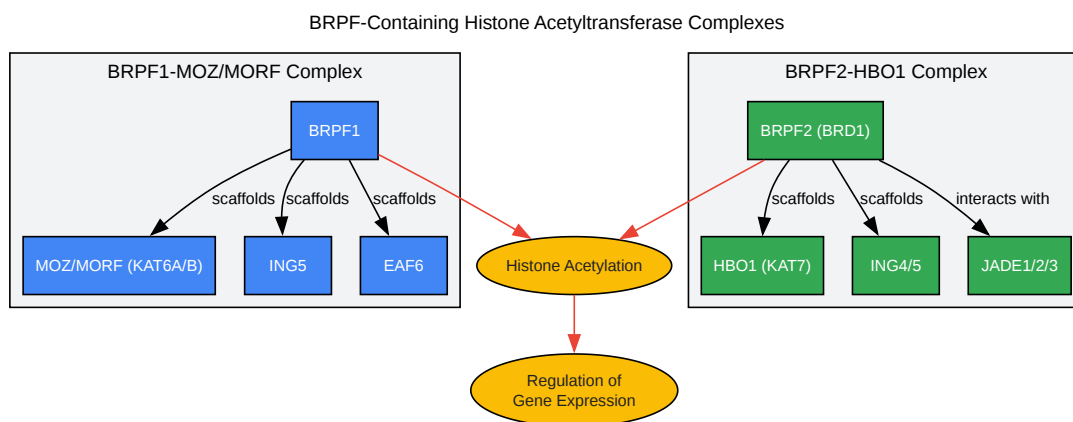 BRPF-Containing Histone Acetyltransferase Complexes
BRPF1-MOZ/MORF Complex
BRPF2-HBO1 Complex
BRPF1
BRPF2 (BRD1)
scaffolds
scaffolds
scaffolds
scaffolds
scaffolds
interacts with
MOZ/MORF (KAT6A/B)
ING5
EAF6
Histone Acetylation
HBO1 (KAT7)
ING4/5
JADE1/2/3
Regulation of
Gene Expression